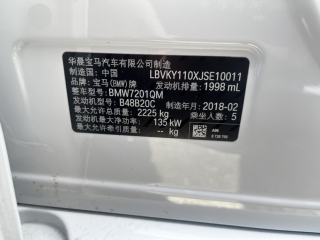 华晨宝马汽车有限公司制造
制造国：中国 LBVKY110XJSE10011
品牌：宝马(BMW)牌 发动机排量：1998 mL
整车型号：BMW7201QM
发动机型号：B48B20C 制造年月：2018-02
最大允许总质量：2225 kg 乘坐人数：5
发动机最大净功率：135 kW
最大允许牵引质量： kg